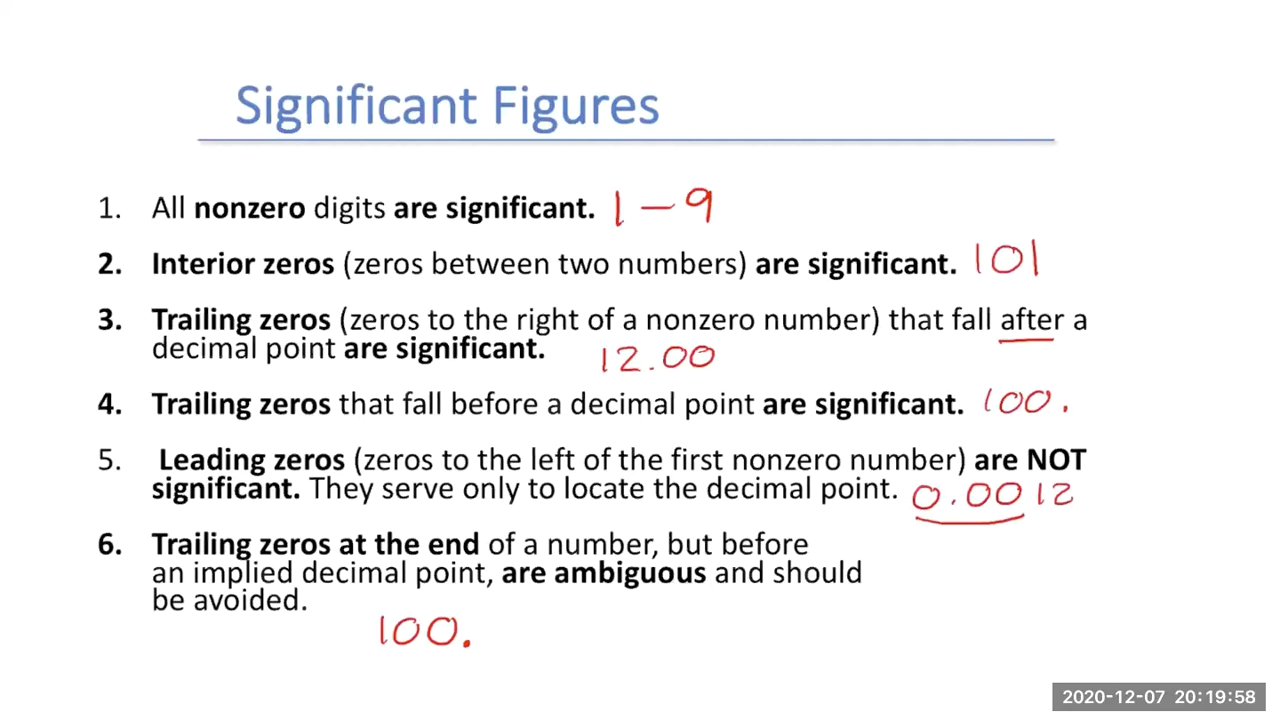 Significant Figures
1. All nonzero digits are significant. 1 – 9
2. Interior zeros (zeros between two numbers) are significant. 101
3. Trailing zeros (zeros to the right of a nonzero number) that fall after a
decimal point are significant. 12.00
4. Trailing zeros that fall before a decimal point are significant. 100.
5. Leading zeros (zeros to the left of the first nonzero number) are NOT
significant. They serve only to locate the decimal point. 0.0012
6. Trailing zeros at the end of a number, but before
an implied decimal point, are ambiguous and should
be avoided.
100.
2020-12-07 20:19:58